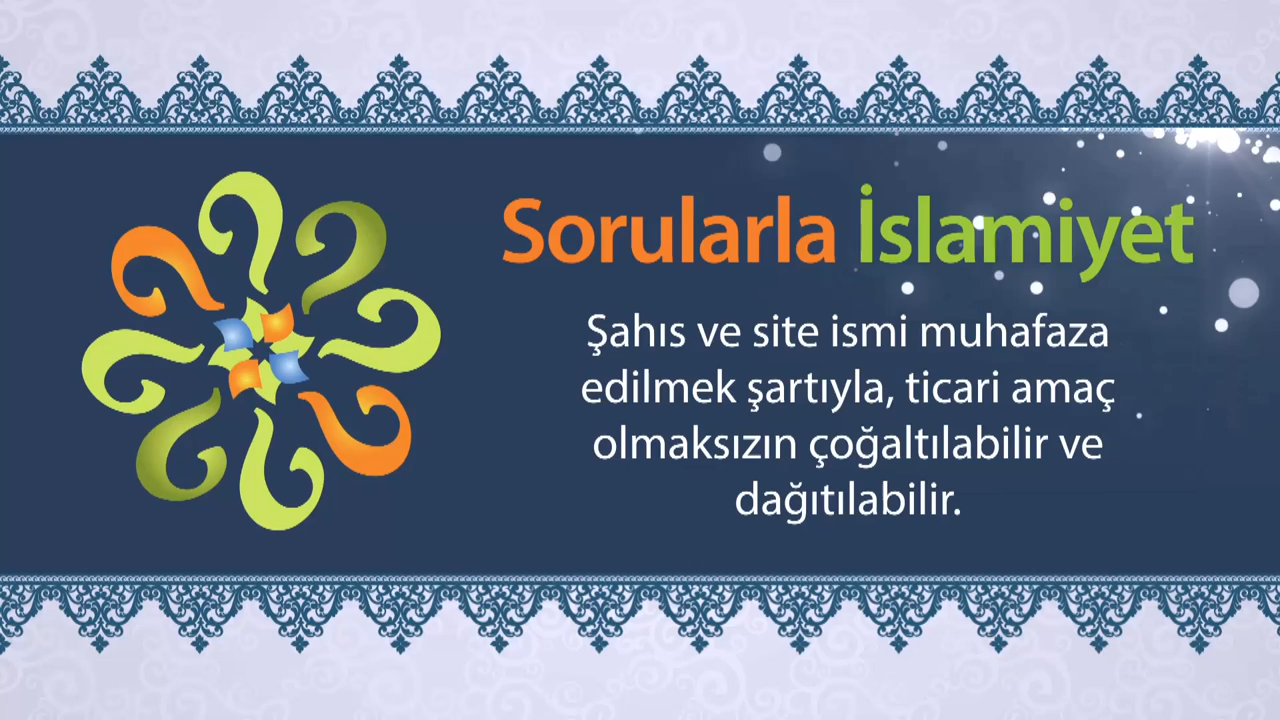 Sorularla İslamiyet
Şahıs ve site ismi muhafaza
edilmek şartıyla, ticari amaç
olmaksızın çoğaltılabilir ve
dağıtılabilir.